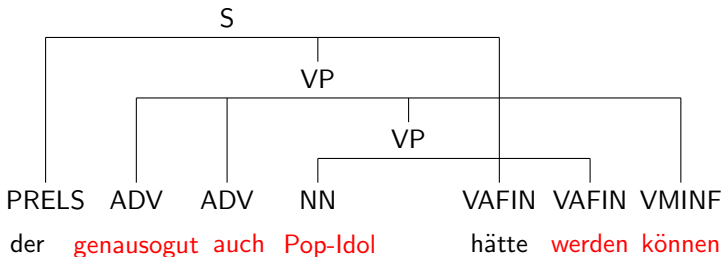 S
VP
VP
PRELS ADV ADV NN VAFIN VAFIN VMINF
der genausogut auch Pop-Idol hätte werden können